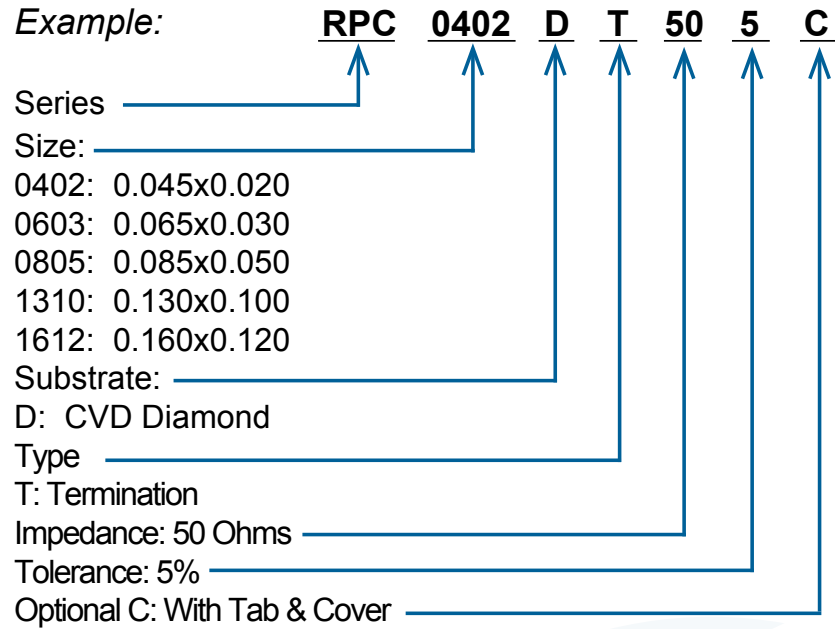 Example: RPC 0402 D T 50 5 C
Series
Size:
0402: 0.045x0.020
0603: 0.065x0.030
0805: 0.085x0.050
1310: 0.130x0.100
1612: 0.160x0.120
Substrate:
D: CVD Diamond
Type
T: Termination
Impedance: 50 Ohms
Tolerance: 5%
Optional C: With Tab & Cover